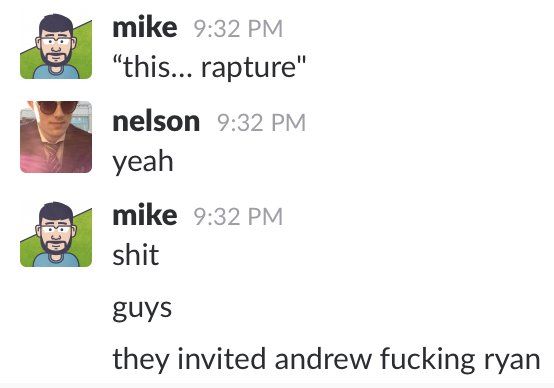 mike 9:32 PM
“this... rapture"
nelson 9:32 PM
yeah
mike 9:32 PM
shit
guys
they invited andrew fucking ryan